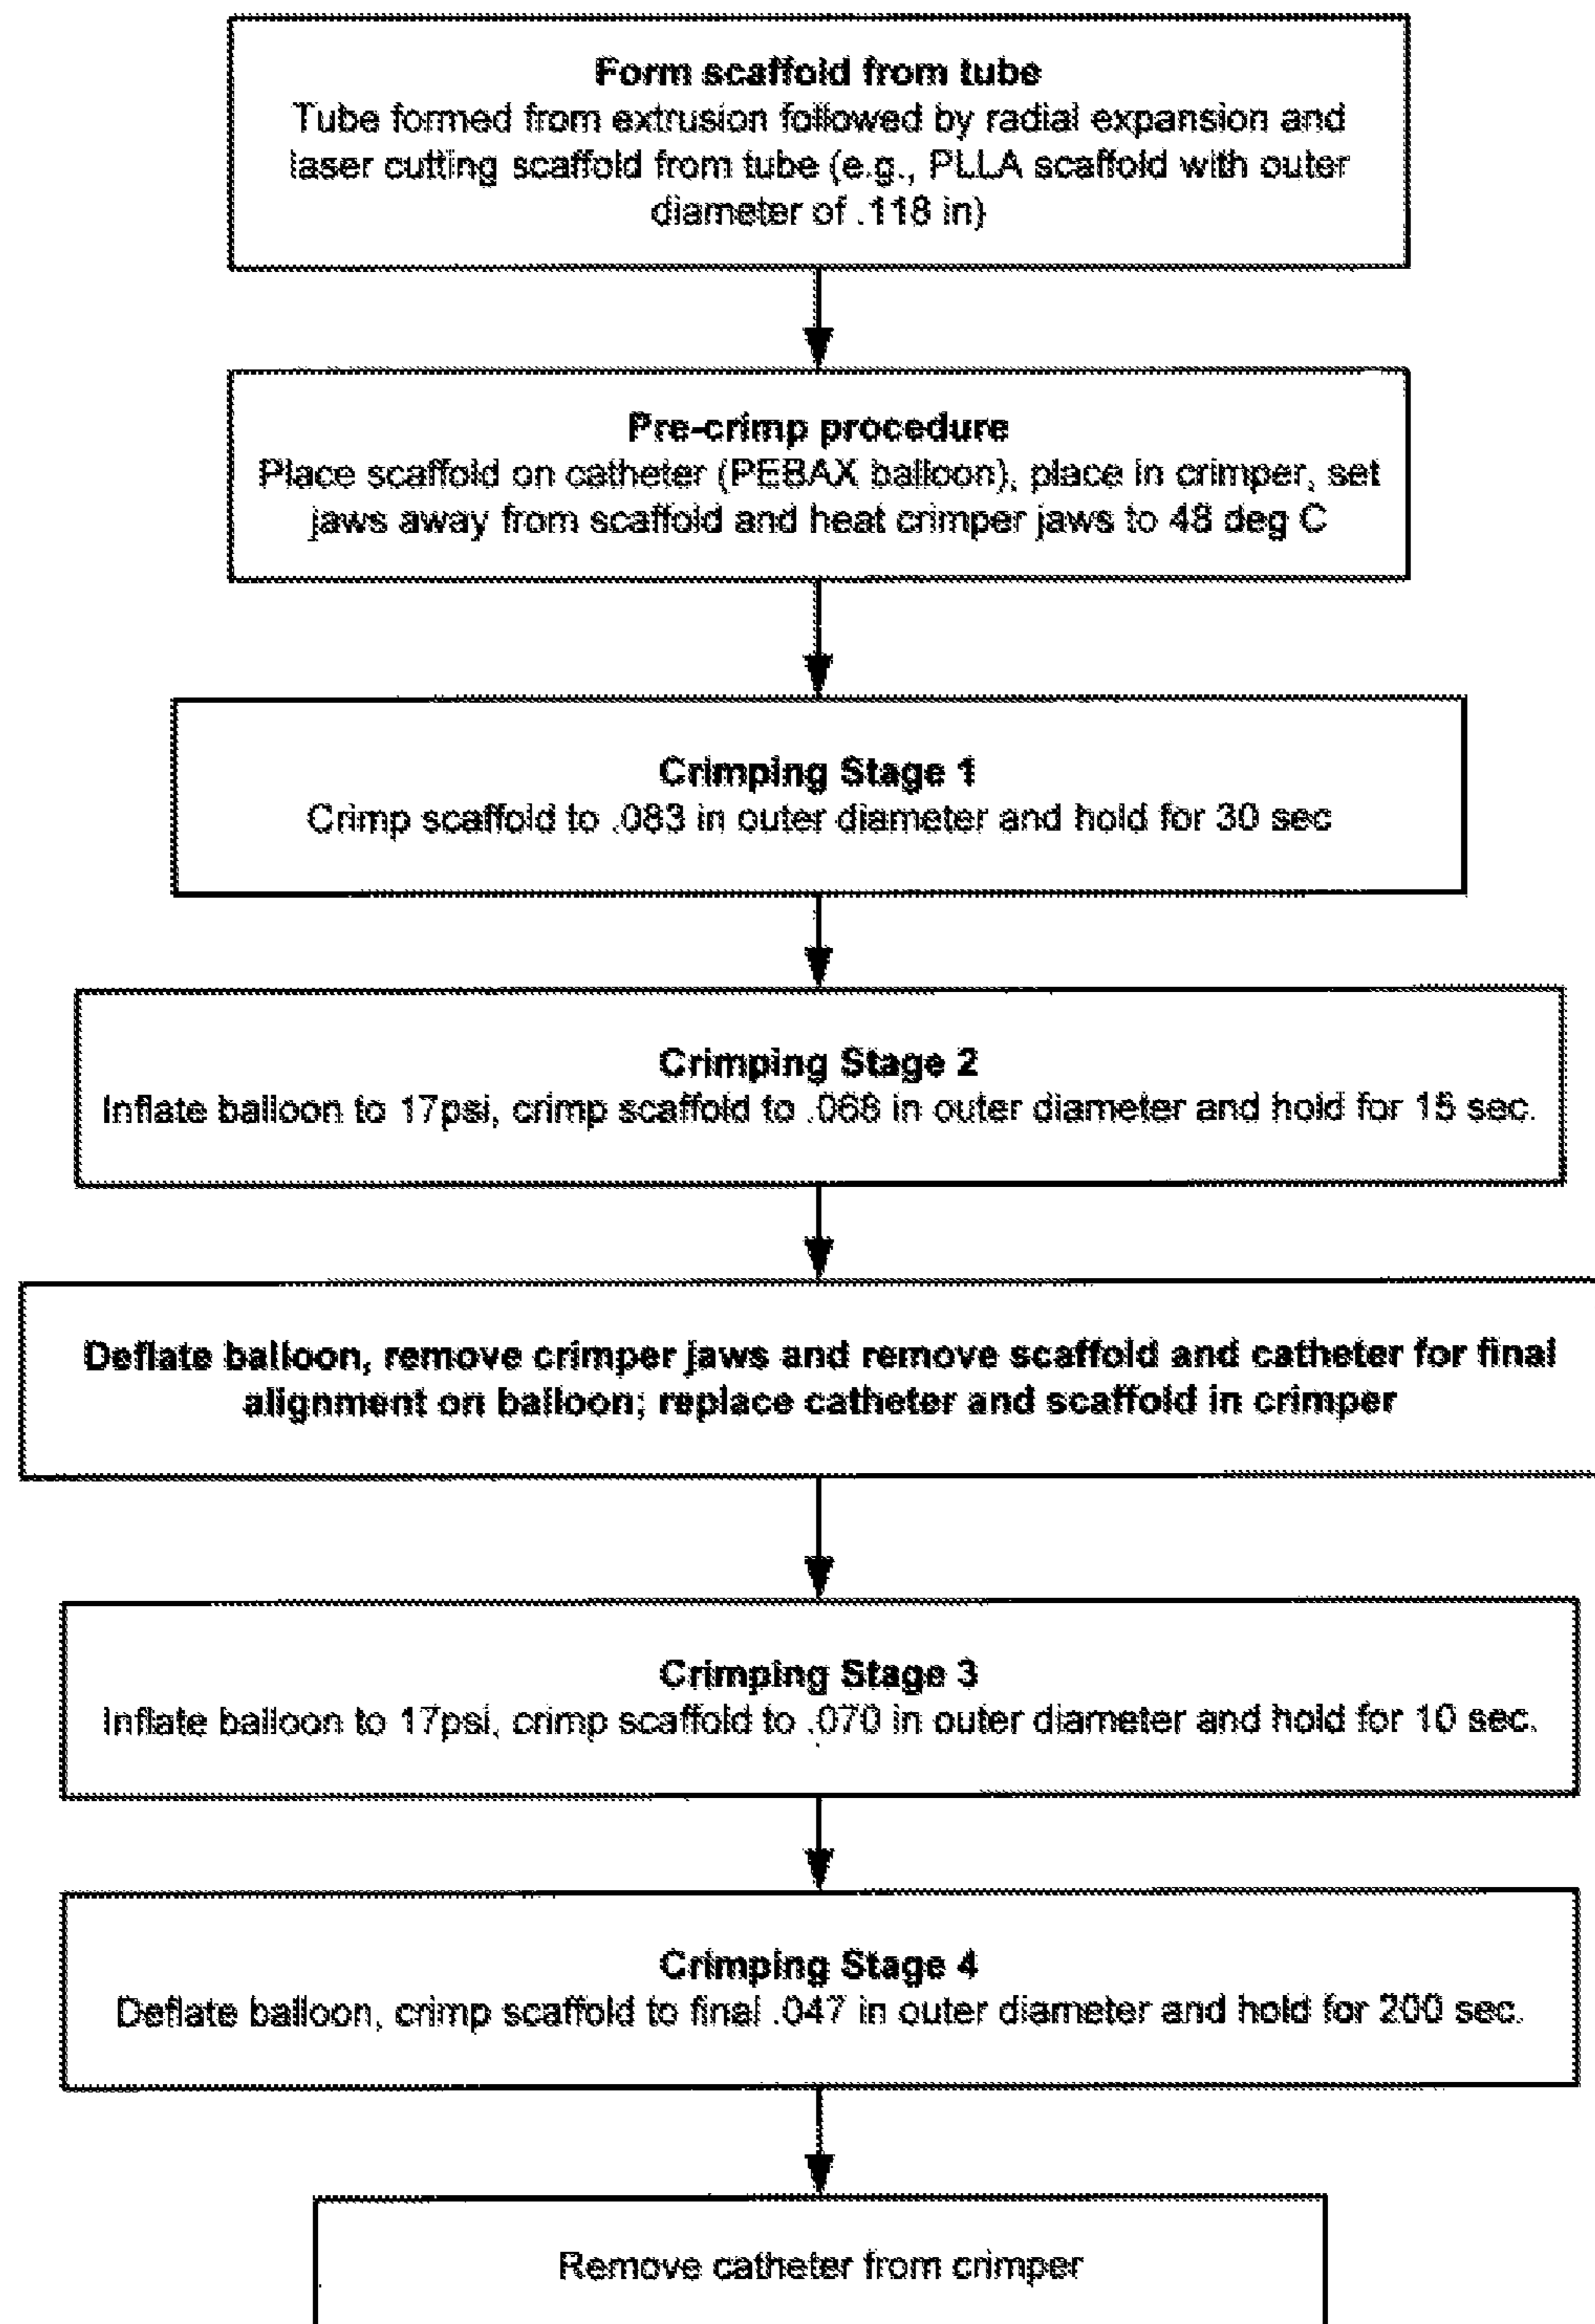 Form scaffold from tube
Tube formed from extrusion followed by radial expansion and
laser cutting scaffold from tube (e.g., PLLA scaffold with outer
diameter of .118 in)
Pre-crimp procedure
Place scaffold on catheter (PEBAX balloon), place in crimper, set
jaws away from scaffold and heat crimper jaws to 48 deg C
Crimping Stage 1
Crimp scaffold to .083 in outer diameter and hold for 30 sec
Crimping Stage 2
Inflate balloon to 17psi, crimp scaffold to .068 in outer diameter and hold for 15 sec.
Deflate balloon, remove crimper jaws and remove scaffold and catheter for final
alignment on balloon; replace catheter and scaffold in crimper
Crimping Stage 3
Inflate balloon to 17psi, crimp scaffold to .070 in outer diameter and hold for 10 sec.
Crimping Stage 4
Deflate balloon, crimp scaffold to final .047 in outer diameter and hold for 200 sec.
Remove catheter from crimper